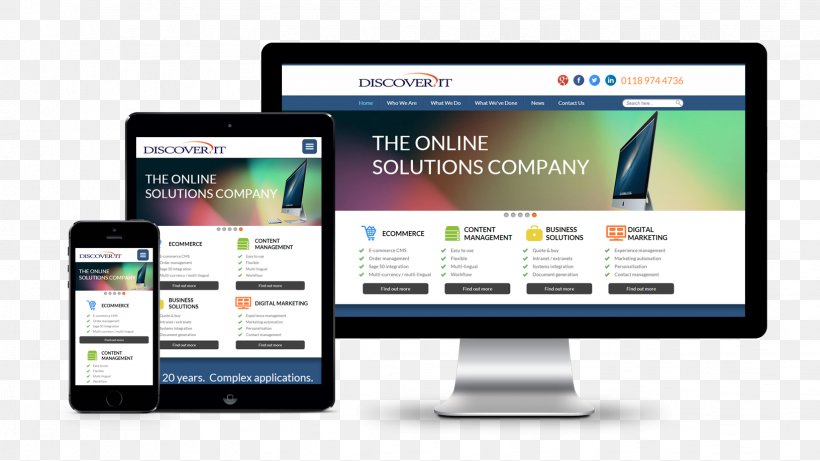 DISCOVER IT
0118 974 4736
Home Who We Are What We Do What We've Done News Contact Us
Search here...
THE ONLINE
SOLUTIONS COMPANY
ECOMMERCE
E-commerce CMS
Order management
Sage 50 integration
Multi-currency / multi-lingual
Find out more
CONTENT
MANAGEMENT
Easy to use
Flexible
Multi-lingual
Workflow
Find out more
BUSINESS
SOLUTIONS
Quote & buy
Intranet / extranets
Systems integration
Document generation
Find out more
DIGITAL
MARKETING
Experience management
Marketing automation
Personalisation
Contact management
Find out more
DISCOVER IT
THE ONLINE
SOLUTIONS COMPANY
ECOMMERCE
E-commerce CMS
Order management
Sage 50 integration
Multi-currency / multi-lingual
Find out more
CONTENT
MANAGEMENT
Easy to use
Flexible
Multi-lingual
Workflow
Find out more
BUSINESS
SOLUTIONS
Quote & buy
Intranet / extranets
Systems integration
Document generation
Find out more
DIGITAL MARKETING
Experience management
Marketing automation
Personalisation
Contact management
Find out more
20 years. Complex applications.
DISCOVER IT
THE ONLINE
SOLUTIONS COMPANY
ECOMMERCE
E-commerce CMS
Order management
Sage 50 integration
Multi-currency / multi-lingual
Find out more
CONTENT
MANAGEMENT
Easy to use
Flexible
Multi-lingual
Workflow